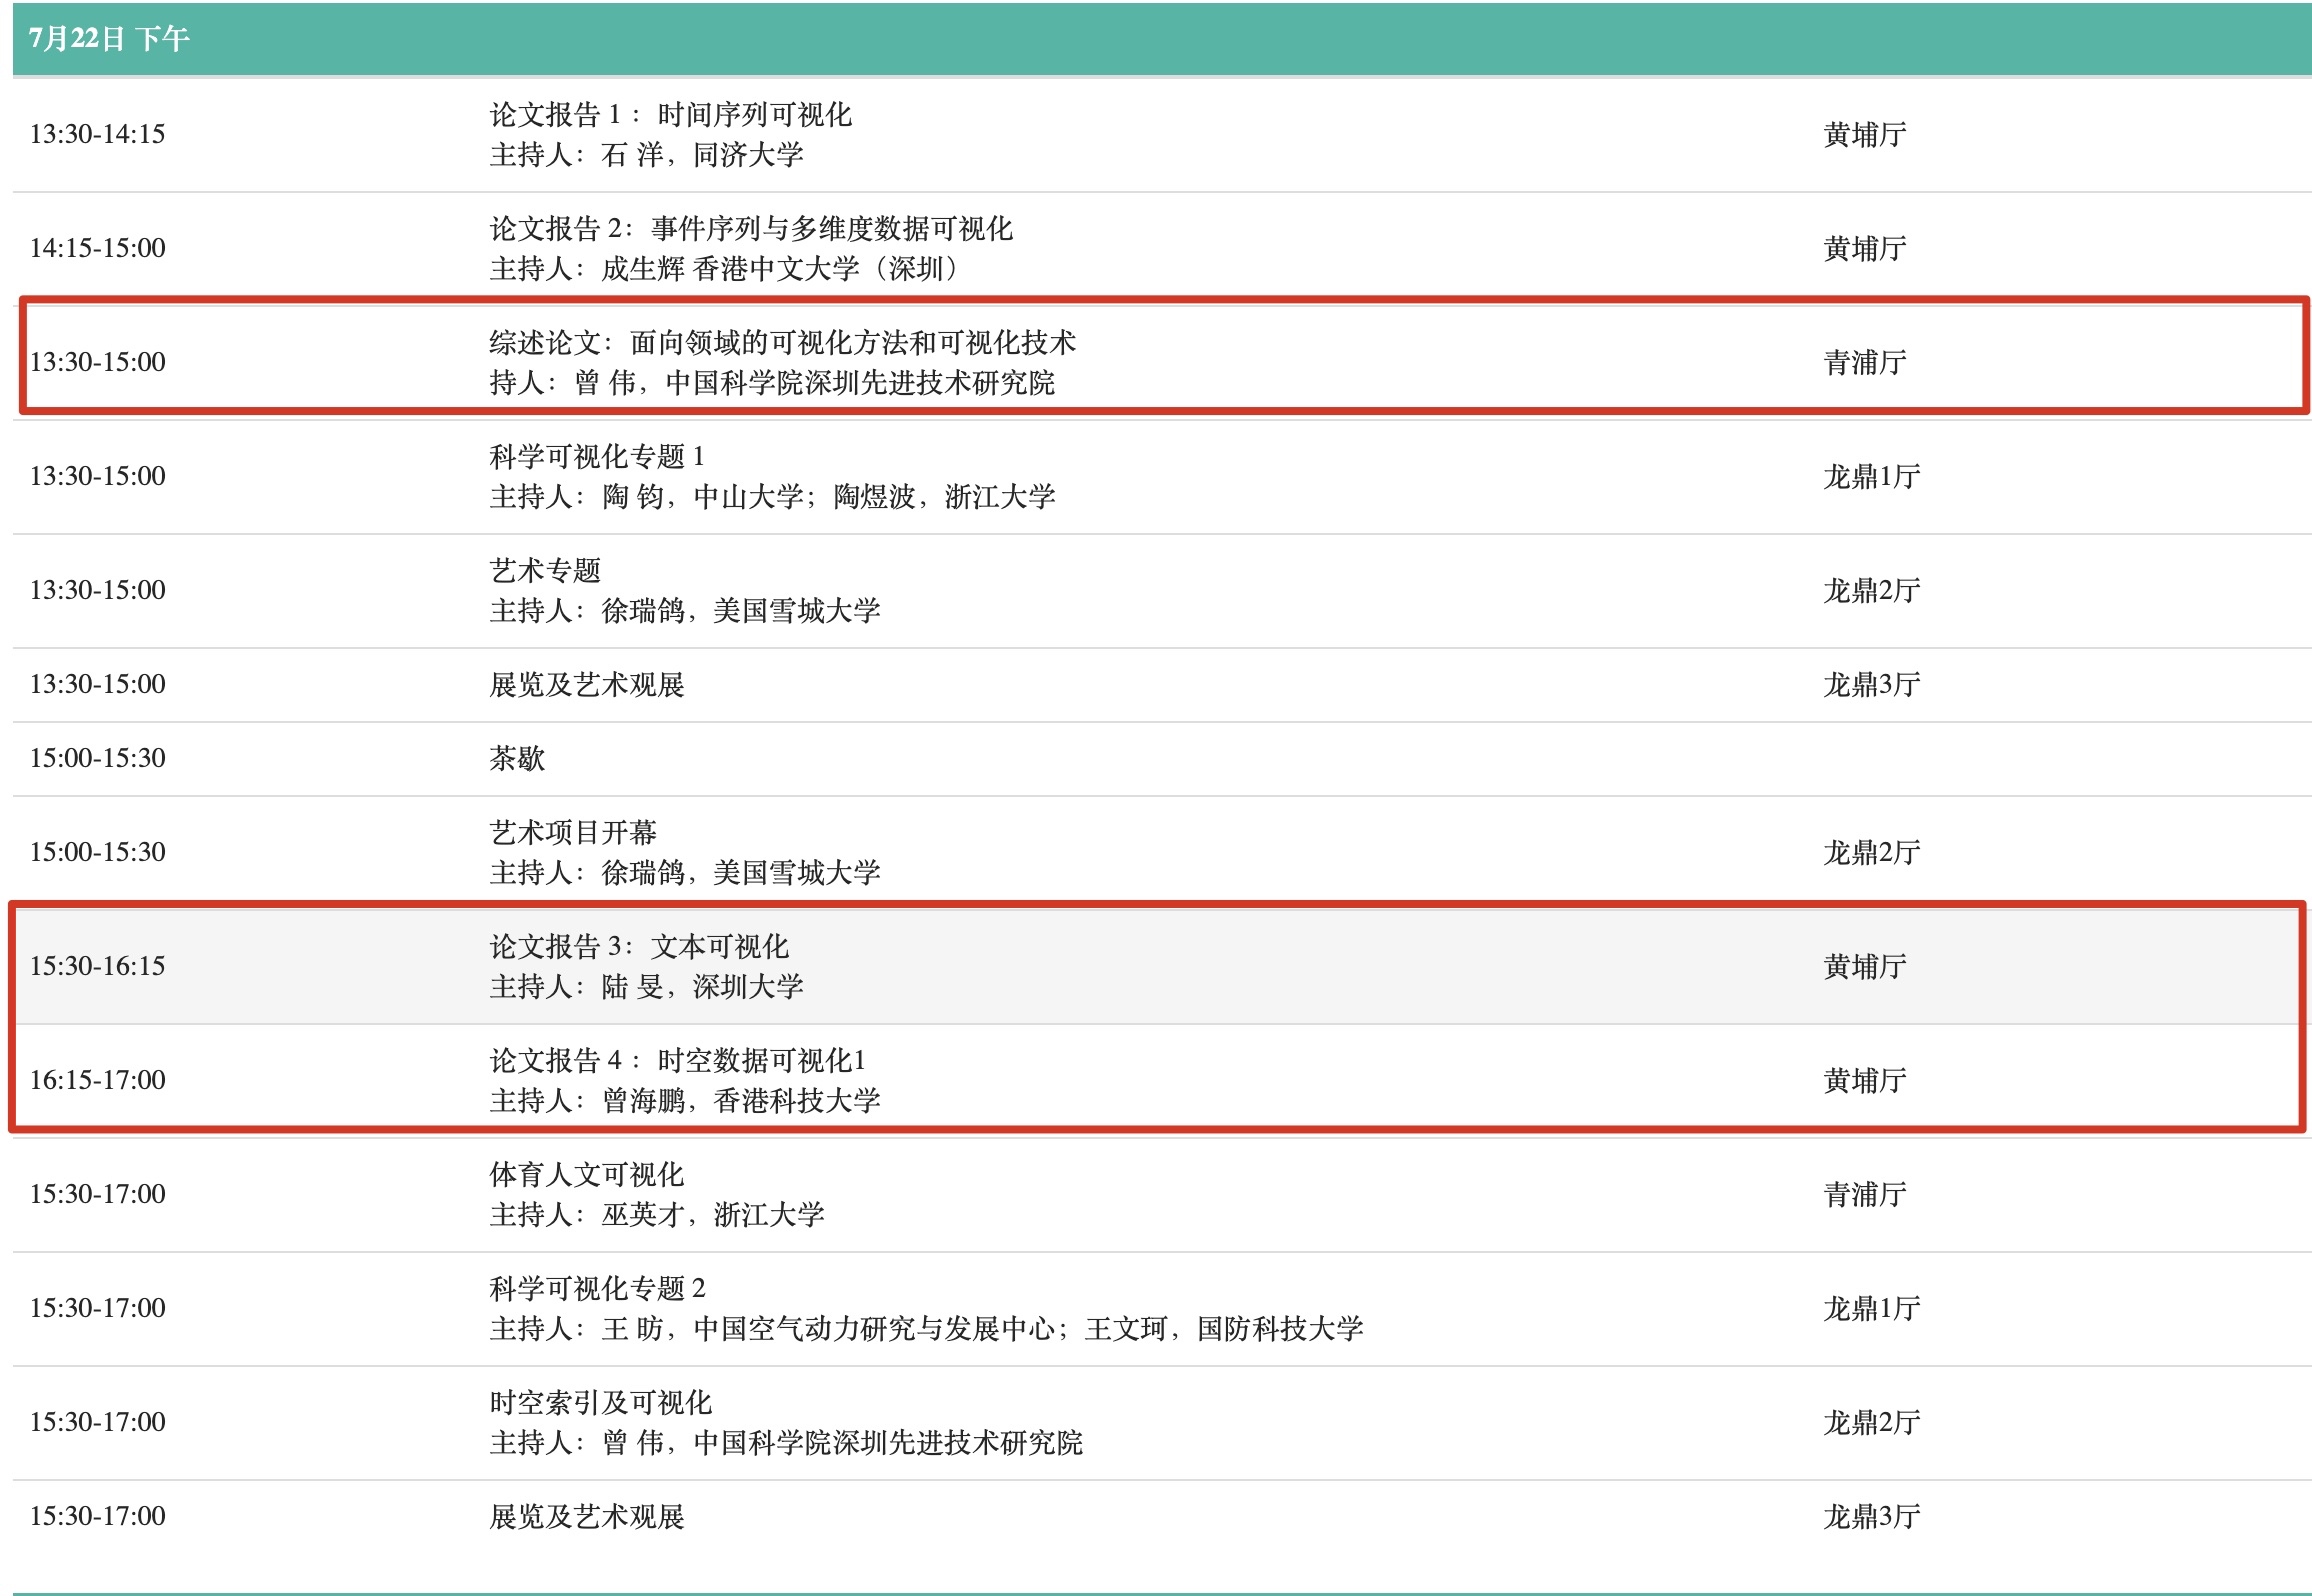 7月22日 下午
13:30-14:15
论文报告 1 ：时间序列可视化
主持人：石 洋，同济大学
黄埔厅
14:15-15:00
论文报告 2：事件序列与多维度数据可视化
主持人：成生辉 香港中文大学（深圳）
黄埔厅
13:30-15:00
综述论文：面向领域的可视化方法和可视化技术
持人：曾 伟，中国科学院深圳先进技术研究院
青浦厅
13:30-15:00
科学可视化专题 1
主持人：陶 钧，中山大学；陶煜波，浙江大学
龙鼎1厅
13:30-15:00
艺术专题
主持人：徐瑞鸽，美国雪城大学
龙鼎2厅
13:30-15:00
展览及艺术观展
龙鼎3厅
15:00-15:30
茶歇
15:00-15:30
艺术项目开幕
主持人：徐瑞鸽，美国雪城大学
龙鼎2厅
15:30-16:15
论文报告 3：文本可视化
主持人：陆 旻，深圳大学
黄埔厅
16:15-17:00
论文报告 4 ：时空数据可视化1
主持人：曾海鹏，香港科技大学
黄埔厅
15:30-17:00
体育人文可视化
主持人：巫英才，浙江大学
青浦厅
15:30-17:00
科学可视化专题 2
主持人：王 昉，中国空气动力研究与发展中心；王文珂，国防科技大学
龙鼎1厅
15:30-17:00
时空索引及可视化
主持人：曾 伟，中国科学院深圳先进技术研究院
龙鼎2厅
15:30-17:00
展览及艺术观展
龙鼎3厅